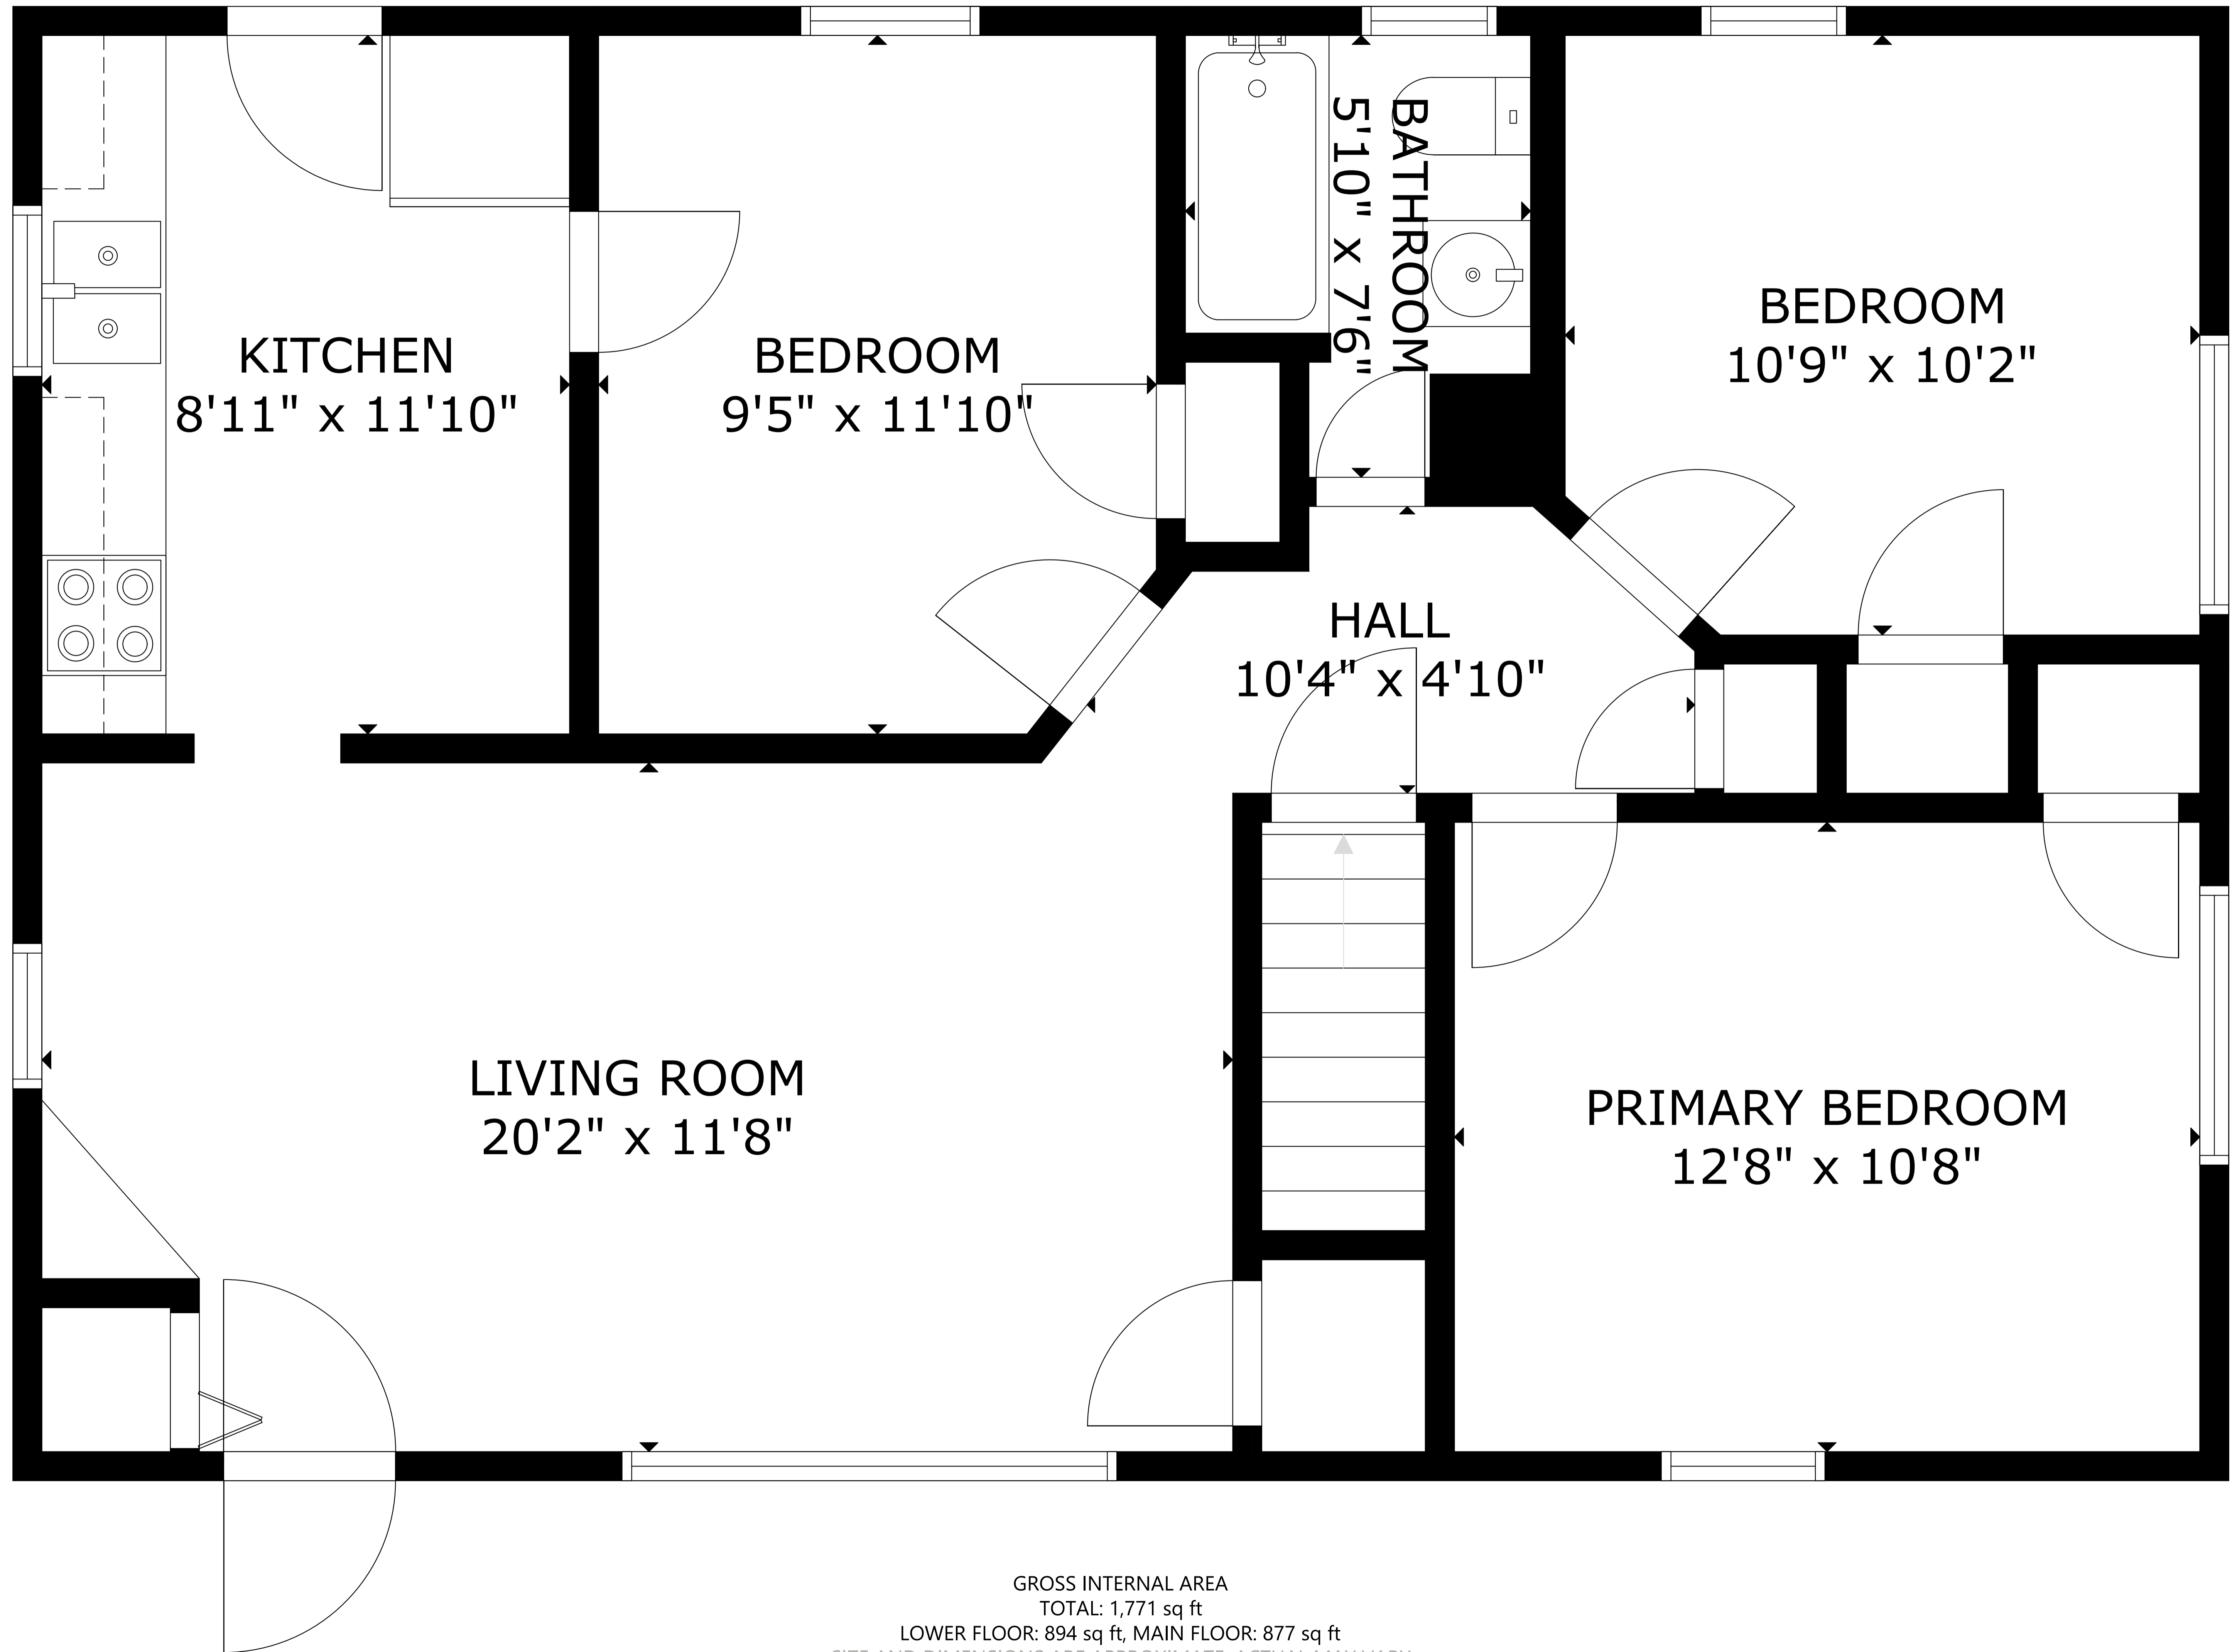 KITCHEN
8'11" x 11'10"
BEDROOM
9'5" x 11'10"
BATHROOM
5'10" x 7'6"
BEDROOM
10'9" x 10'2"
HALL
10'4" x 4'10"
LIVING ROOM
20'2" x 11'8"
PRIMARY BEDROOM
12'8" x 10'8"
GROSS INTERNAL AREA
TOTAL: 1,771 sq ft
LOWER FLOOR: 894 sq ft, MAIN FLOOR: 877 sq ft